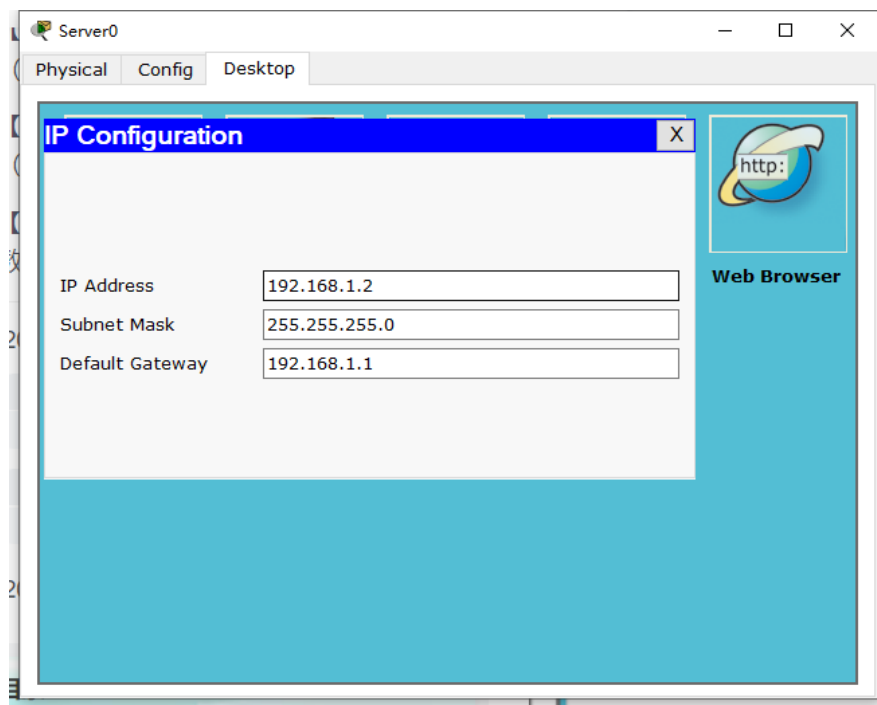 Server0
Physical Config Desktop
IP Configuration X
http:
Web Browser
IP Address 192.168.1.2
Subnet Mask 255.255.255.0
Default Gateway 192.168.1.1